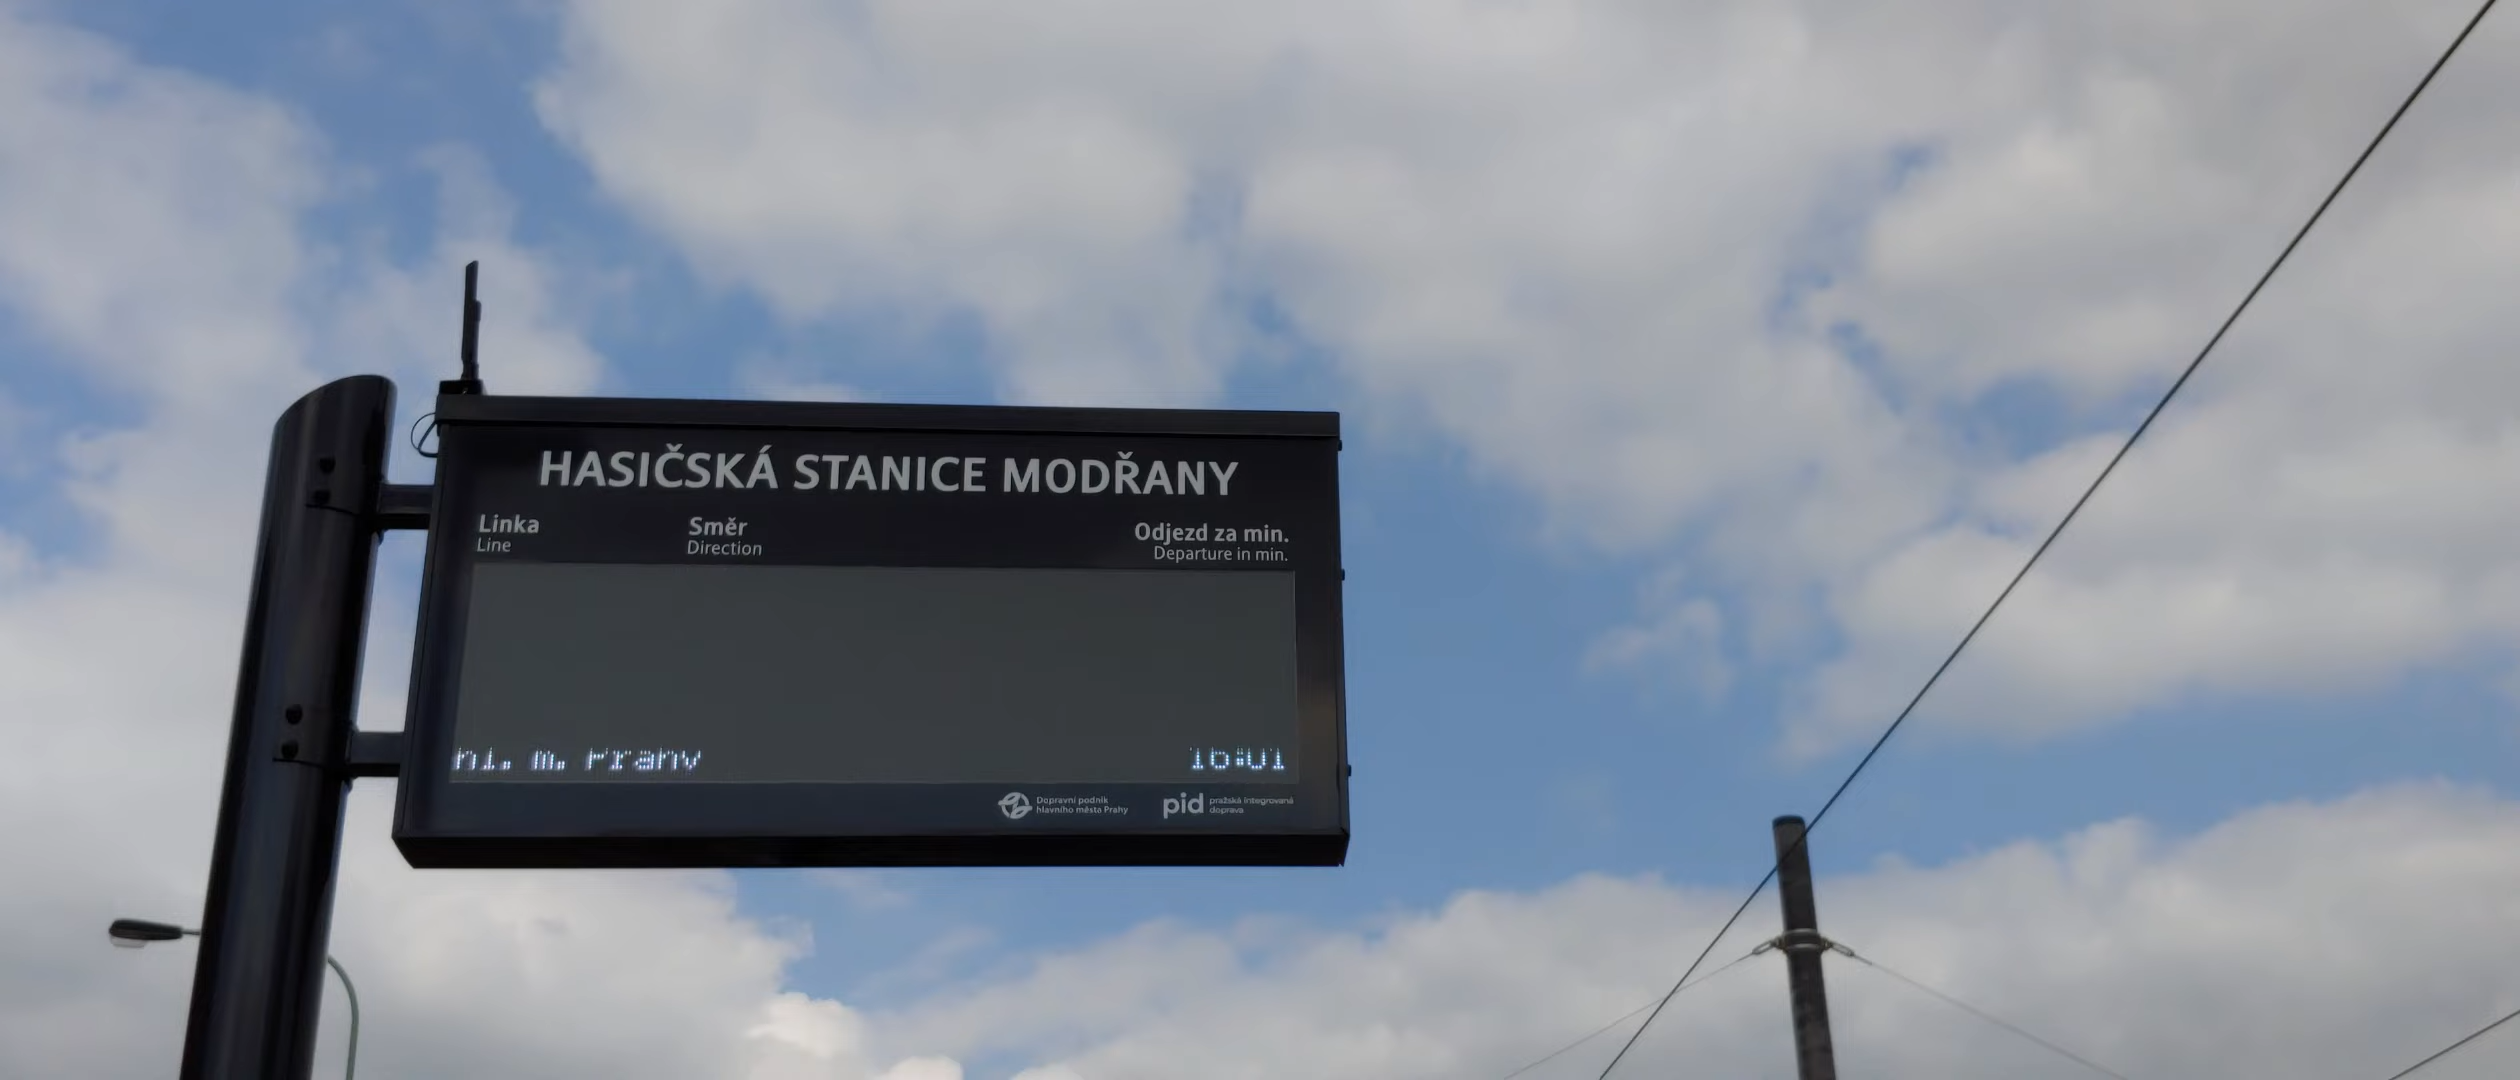 HASIČSKÁ STANICE MODŘANY
Linka
Line
Směr
Direction
Odjezd za min.
Departure in min.
hl. m. Prahy
16:01
Dopravní podnik
hlavního města Prahy
pid pražská integrovaná
doprava